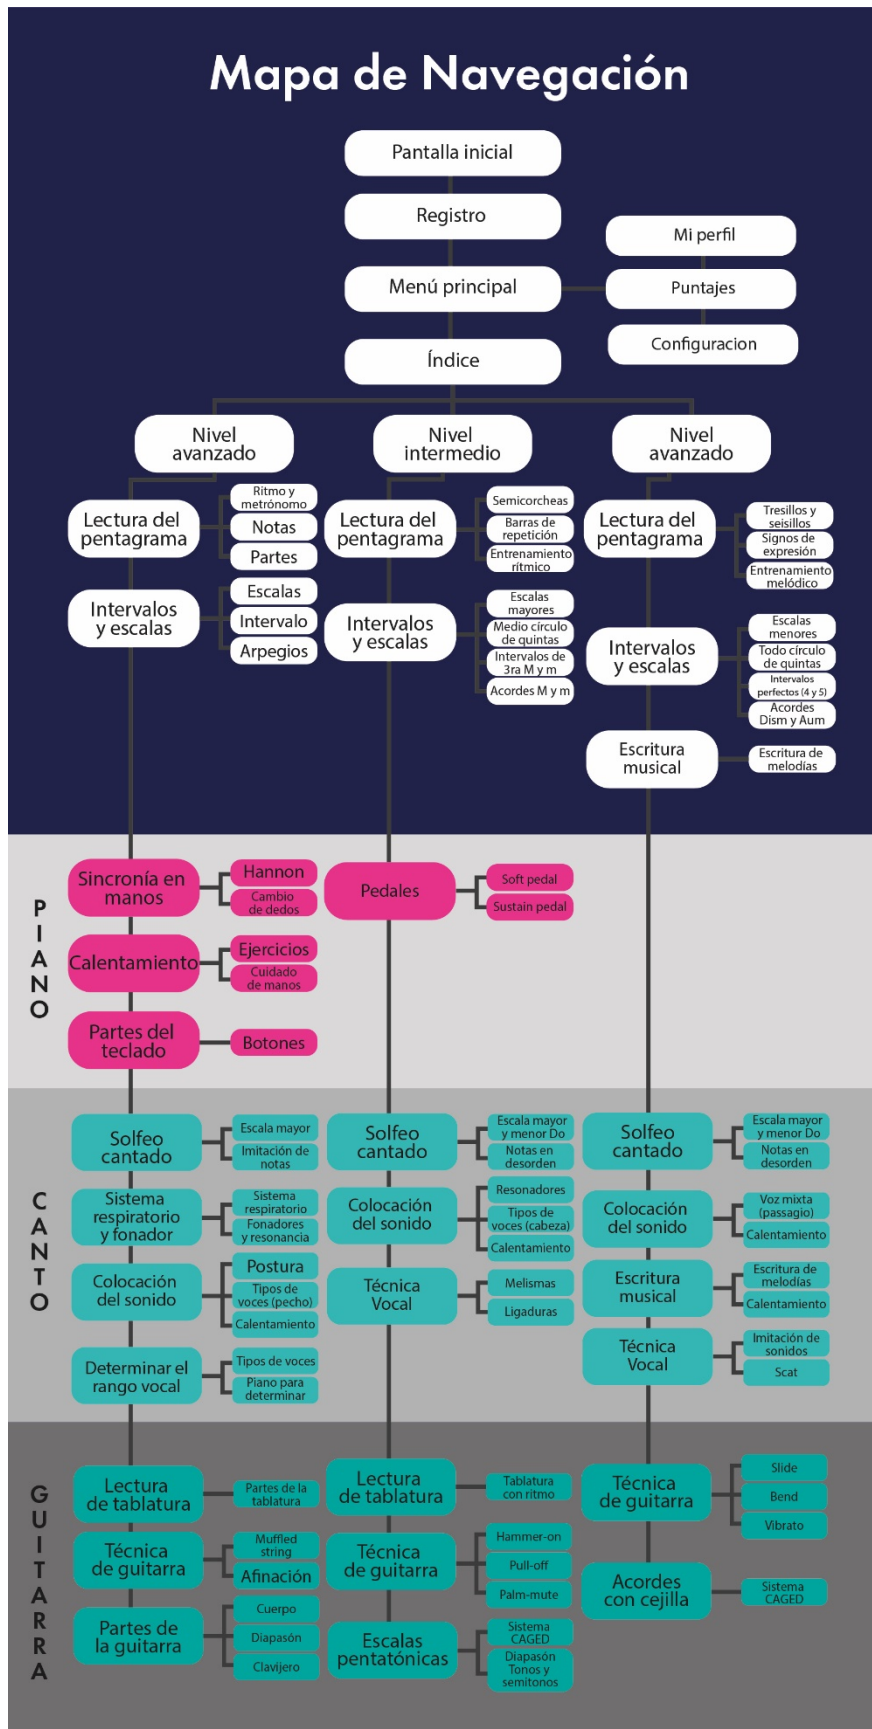 Mapa de Navegación
Pantalla inicial
Registro
Mi perfil
Menú principal
Puntajes
Configuracion
Índice
Nivel
avanzado
Nivel
intermedio
Nivel
avanzado
Lectura del
pentagrama
Ritmo y
metrónomo
Notas
Partes
Intervalos
y escalas
Escalas
Intervalo
Arpegios
Lectura del
pentagrama
Semicorcheas
Barras de
repetición
Entrenamiento
rítmico
Intervalos
y escalas
Escalas
mayores
Medio círculo
de quintas
Intervalos de
3ra M y m
Acordes M y m
Lectura del
pentagrama
Tresillos y
seisillos
Signos de
expresión
Entrenamiento
melódico
Intervalos
y escalas
Escalas
menores
Todo círculo
de quintas
Intervalos
perfectos (4 y 5)
Acordes
Dism y Aum
Escritura
musical
Escritura de
melodías
PIANO
Sincronía en
manos
Hannon
Cambio
de dedos
Calentamiento
Ejercicios
Cuidado
de manos
Partes del
teclado
Botones
Pedales
Soft pedal
Sustain pedal
CANTO
Solfeo
cantado
Escala mayor
Imitación de
notas
Sistema
respiratorio
y fonador
Sistema
respiratorio
Fonadores
y resonancia
Colocación
del sonido
Postura
Tipos de
voces (pecho)
Calentamiento
Determinar el
rango vocal
Tipos de voces
Piano para
determinar
Solfeo
cantado
Escala mayor
y menor Do
Notas en
desorden
Colocación
del sonido
Resonadores
Tipos de
voces (cabeza)
Calentamiento
Técnica
Vocal
Melismas
Ligaduras
Solfeo
cantado
Escala mayor
y menor Do
Notas en
desorden
Colocación
del sonido
Voz mixta
(passagio)
Calentamiento
Escritura
musical
Escritura de
melodías
Calentamiento
Técnica
Vocal
Imitación de
sonidos
Scat
GUITARRA
Lectura
de tablatura
Partes de la
tablatura
Técnica
de guitarra
Muffled
string
Afinación
Partes de
la guitarra
Cuerpo
Diapasón
Clavijero
Lectura
de tablatura
Tablatura
con ritmo
Técnica
de guitarra
Hammer-on
Pull-off
Palm-mute
Escalas
pentatónicas
Sistema
CAGED
Diapasón
Tonos y
semitonos
Técnica
de guitarra
Slide
Bend
Vibrato
Acordes
con cejilla
Sistema
CAGED